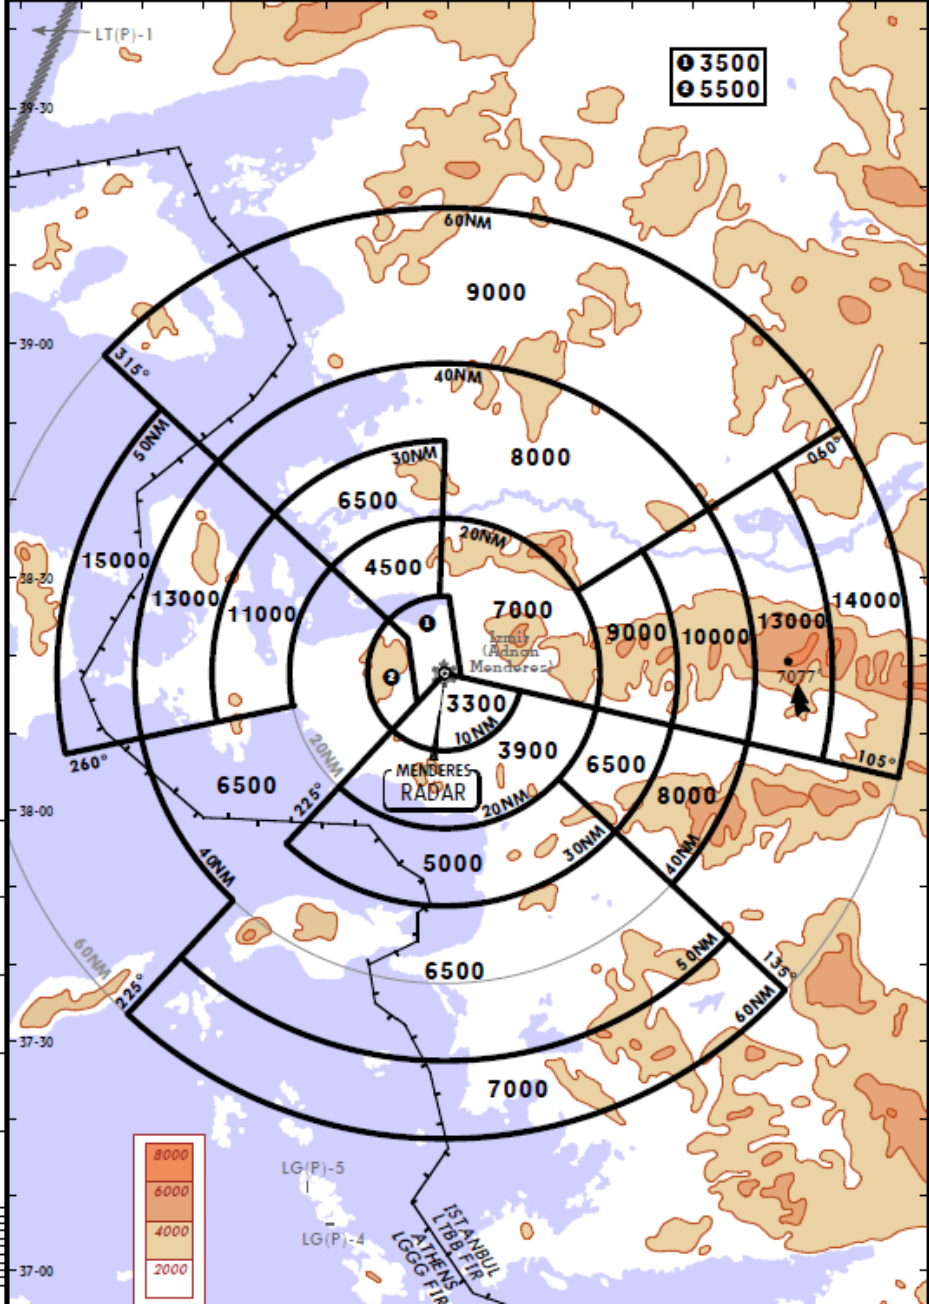 LT(P)-1
❶ 3500
❷ 5500
39-30
60NM
9000
39-00
315°
40NM
50NM
30NM
8000
060°
6500
20NM
4500
38-30
15000
13000
11000
❶
7000
9000
10000
13000
14000
Izmir
(Adnan
Menderes)
❷
7077'
3300
10NM
260°
20NM
3900
6500
105°
MENDERES
RADAR
6500
225°
20NM
8000
38-00
30NM
40NM
5000
40NM
6500
50NM
135°
60NM
225°
60NM
37-30
7000
8000
6000
4000
2000
LG(P)-5
LG(P)-4
ISTANBUL
LTBB FIR
ATHENS
LGGG FIR
37-00